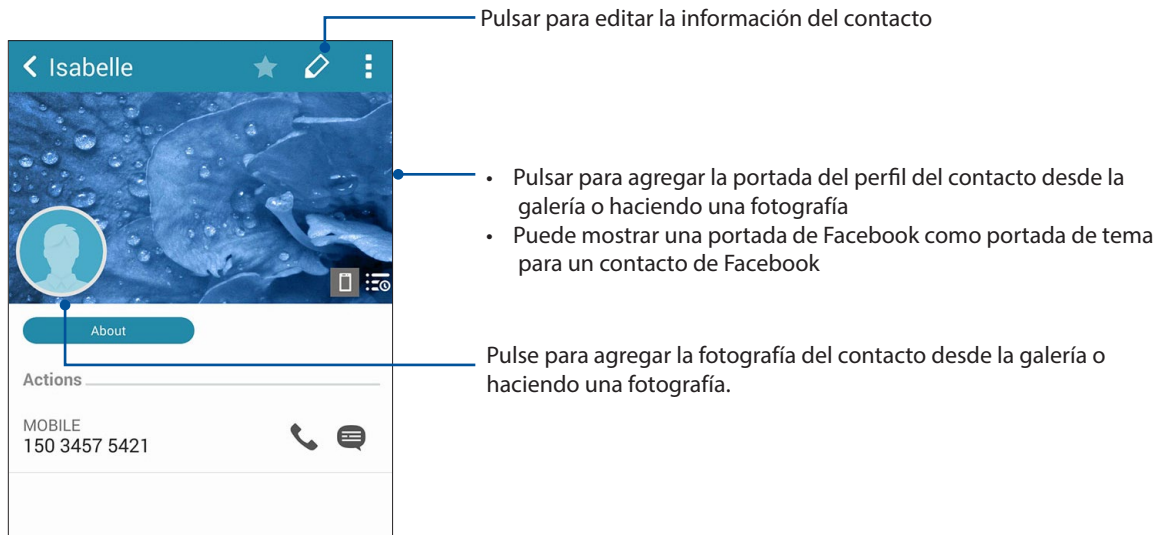 Pulsar para editar la información del contacto
Isabelle
• Pulsar para agregar la portada del perfil del contacto desde la
galería o haciendo una fotografía
• Puede mostrar una portada de Facebook como portada de tema
para un contacto de Facebook
About
Pulse para agregar la fotografía del contacto desde la galería o
haciendo una fotografía.
Actions
MOBILE
150 3457 5421